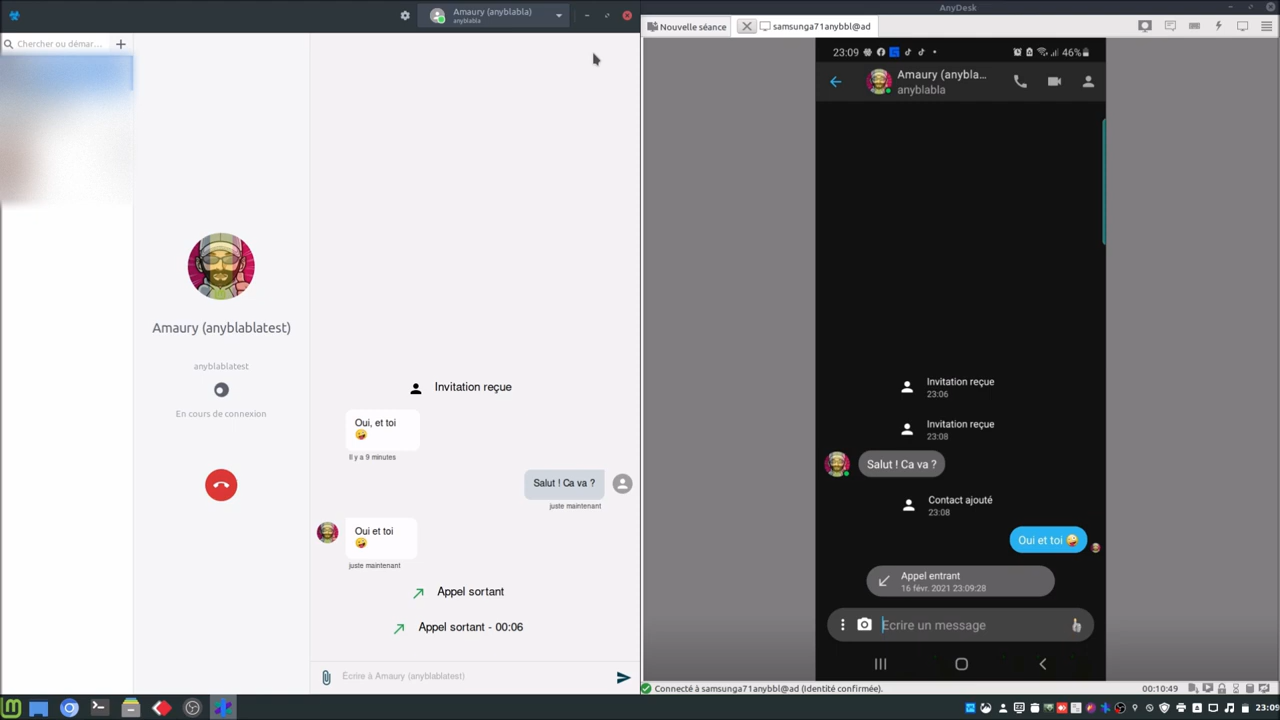 Amaury (anyblabla)
anyblabla
Chercher ou démar...
Amaury (anyblablatest)
anyblablatest
En cours de connexion
Invitation reçue
Oui, et toi
Il y a 9 minutes
Salut ! Ca va ?
juste maintenant
Oui et toi
juste maintenant
Appel sortant
Appel sortant - 00:06
Écrire à Amaury (anyblablatest)
AnyDesk
Nouvelle séance
samsunga71anybbl@ad
23:09
46%
Amaury (anybla...
anyblabla
Invitation reçue
23:06
Invitation reçue
23:08
Salut ! Ca va ?
Contact ajouté
23:08
Oui et toi 🤪
Appel entrant
16 févr. 2021 23:09:28
Écrire un message
Connecté à samsunga71anybbl@ad (Identité confirmée).
00:10:49
23:09